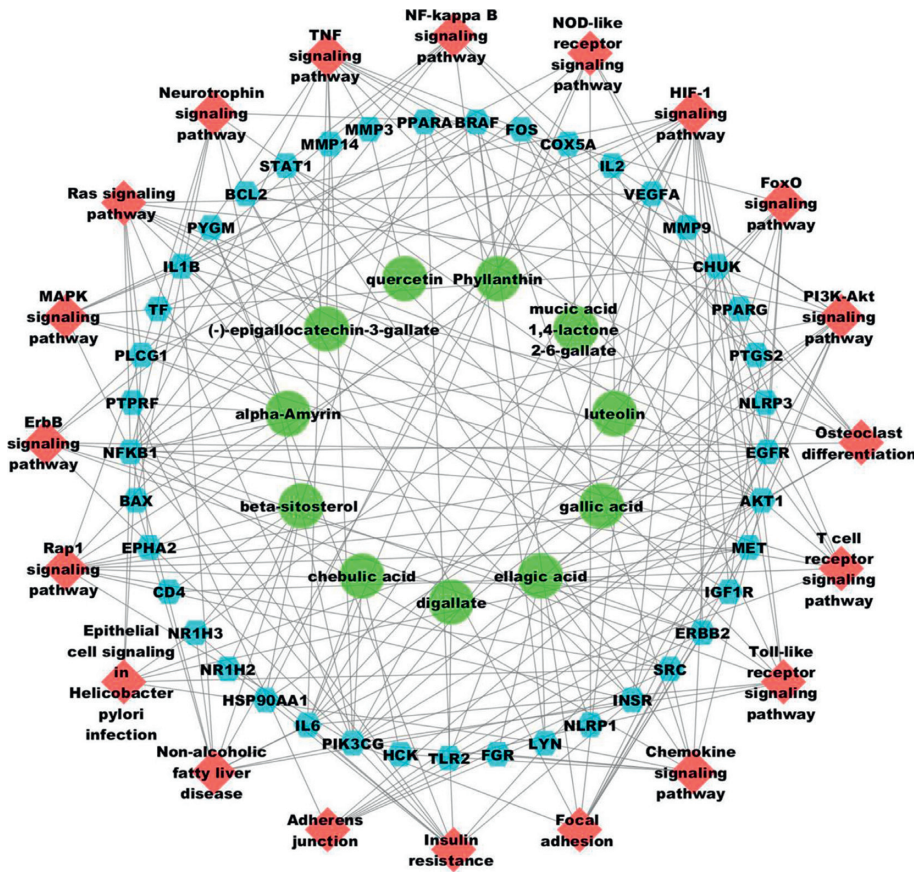 NF-kappa B
signaling
pathway
TNF
signaling
pathway
NOD-like
receptor
signaling
pathway
Neurotrophin
signaling
pathway
HIF-1
signaling
pathway
Ras signaling
pathway
FoxO
signaling
pathway
MAPK
signaling
pathway
PI3K-Akt
signaling
pathway
ErbB
signaling
pathway
Osteoclast
differentiation
Rap1
signaling
pathway
T cell
receptor
signaling
pathway
Epithelial
cell signaling
in
Helicobacter
pylori
infection
Toll-like
receptor
signaling
pathway
Non-alcoholic
fatty liver
disease
Chemokine
signaling
pathway
Adherens
junction
Insulin
resistance
Focal
adhesion
MMP3
PPARA
BRAF
FOS
MMP14
COX5A
STAT1
IL2
BCL2
VEGFA
PYGM
MMP9
IL1B
CHUK
TF
PPARG
PLCG1
PTGS2
PTPRF
NLRP3
NFKB1
EGFR
BAX
AKT1
EPHA2
MET
CD4
IGF1R
NR1H3
ERBB2
NR1H2
SRC
HSP90AA1
INSR
IL6
NLRP1
PIK3CG
LYN
HCK
TLR2
FGR
quercetin
Phyllanthin
(-)-epigallocatechin-3-gallate
mucic acid
1,4-lactone
2-6-gallate
alpha-Amyrin
luteolin
beta-sitosterol
gallic acid
chebulic acid
digallate
ellagic acid